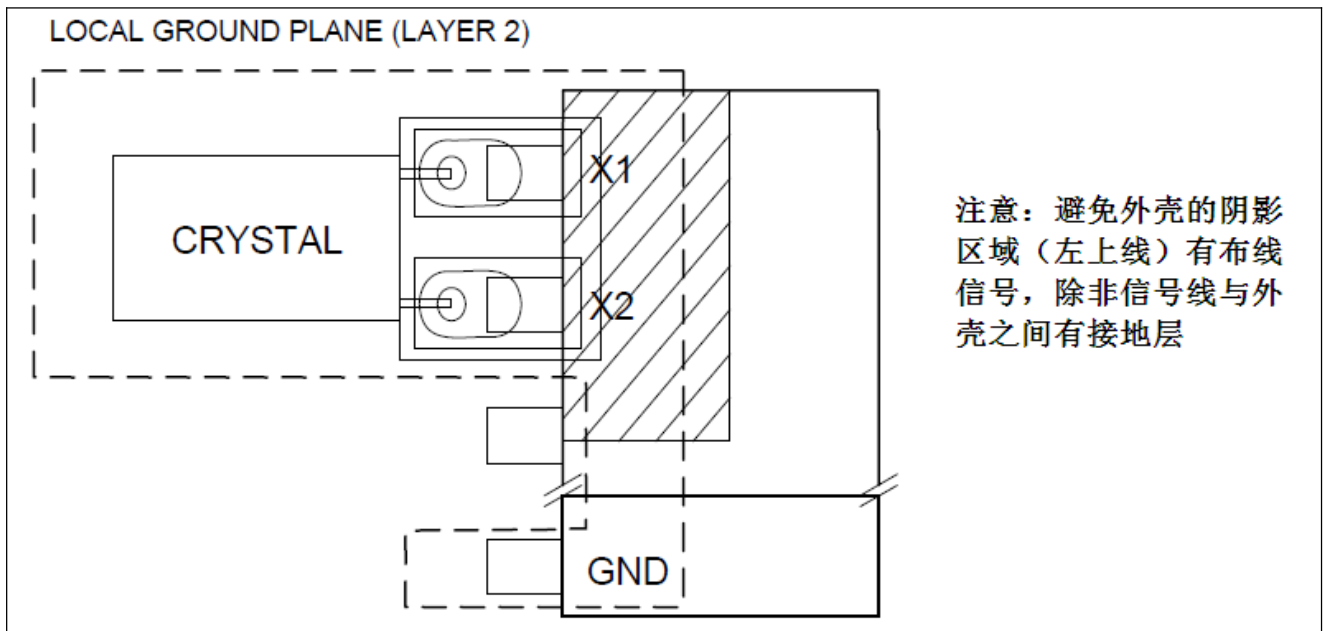 LOCAL GROUND PLANE (LAYER 2)
X1
CRYSTAL
X2
GND
注意：避免外壳的阴影
区域（左上线）有布线
信号，除非信号线与外
壳之间有接地层